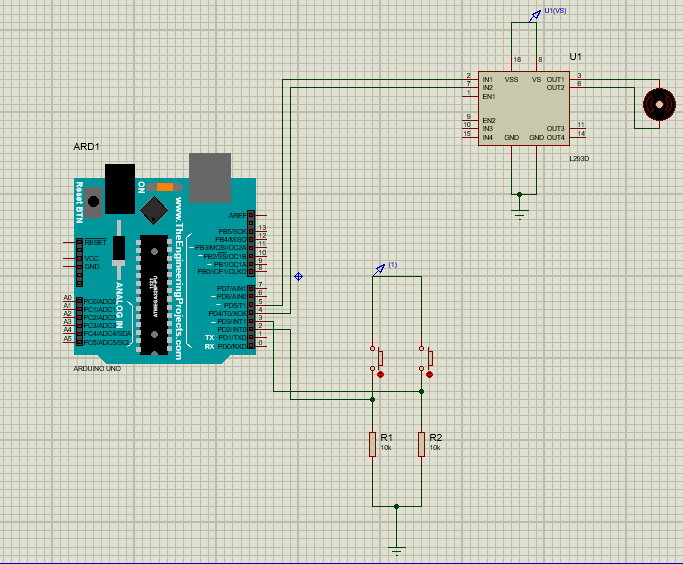 U1(VS)
U1
16
8
2
7
1
9
10
15
IN1
IN2
EN1
EN2
IN3
IN4
VSS
VS
OUT1
OUT2
OUT3
OUT4
GND
GND
3
6
11
14
L293D
ARD1
Reset BTN
ON
www.TheEngineeringProjects.com
ANALOG IN
RESET
VCC
GND
A0
A1
A2
A3
A4
A5
PC0/ADC0
PC1/ADC1
PC2/ADC2
PC3/ADC3
PC4/ADC4/SDA
PC5/ADC5/SCL
AREF
PB5/SCK
PB4/MISO
~ PB3/MOSI/OC2A
~ PB2/SS/OC1B
~ PB1/OC1A
PB0/ICP1/CLKO
13
12
11
10
9
8
PD7/AIN1
~ PD6/AIN0
~ PD5/T1
PD4/T0/XCK
~ PD3/INT1
PD2/INT0
TX PD1/TXD
RX PD0/RXD
7
6
5
4
3
2
1
0
ARDUINO UNO
(1)
R1
10k
R2
10k